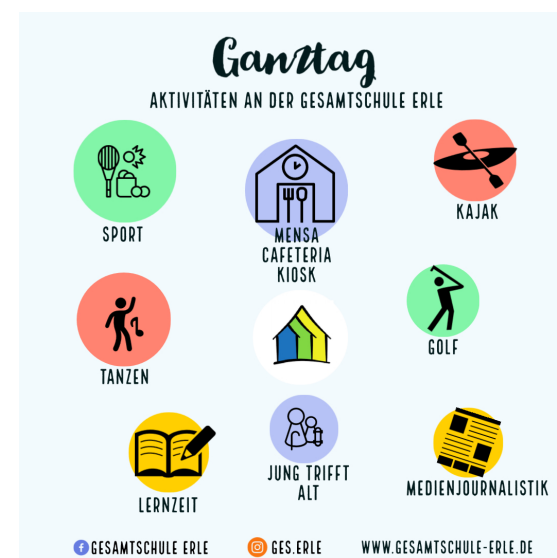 Ganztag
AKTIVITÄTEN AN DER GESAMTSCHULE ERLE
SPORT
MENSA
CAFETERIA
KIOSK
KAJAK
TANZEN
GOLF
LERNZEIT
JUNG TRIFFT
ALT
MEDIENJOURNALISTIK
GESAMTSCHULE ERLE
GES.ERLE
WWW.GESAMTSCHULE-ERLE.DE